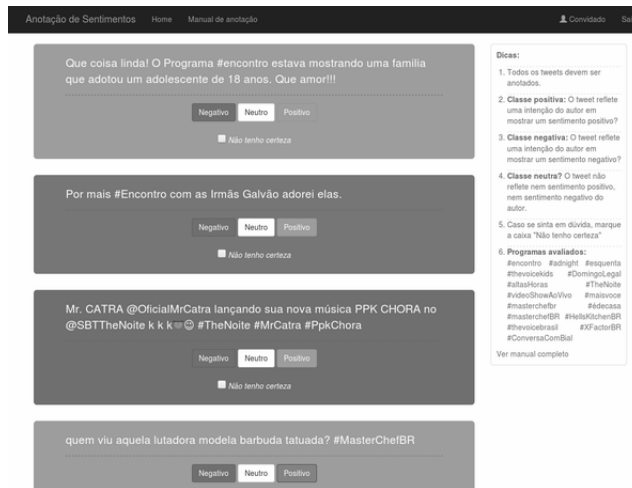 Anotação de Sentimentos Home Manual de anotação Convidado Sai
Que coisa linda! O Programa #encontro estava mostrando uma familia
que adotou um adolescente de 18 anos. Que amor!!!
Negativo Neutro Positivo
Não tenho certeza
Por mais #Encontro com as Irmãs Galvão adorei elas.
Negativo Neutro Positivo
Não tenho certeza
Mr. CATRA @OficialMrCatra lançando sua nova música PPK CHORA no
@SBTTheNoite k k k #TheNoite #MrCatra #PpkChora
Negativo Neutro Positivo
Não tenho certeza
quem viu aquela lutadora modela barbuda tatuada? #MasterChefBR
Negativo Neutro Positivo
Dicas:
1. Todos os tweets devem ser
anotados.
2. Classe positiva: O tweet reflete
uma intenção do autor em
mostrar um sentimento positivo?
3. Classe negativa: O tweet reflete
uma intenção do autor em
mostrar um sentimento negativo?
4. Classe neutra? O tweet não
reflete nem sentimento positivo,
nem sentimento negativo do
autor.
5. Caso se sinta em dúvida, marque
a caixa "Não tenho certeza"
6. Programas avaliados:
#encontro #adnight #esquenta
#thevoicekids #DomingoLegal
#altasHoras #TheNoite
#videoShowAoVivo #maisvoce
#masterchefbr #édecasa
#masterchefBR #HellsKitchenBR
#thevoicebrasil #XFactorBR
#ConversaComBial
Ver manual completo